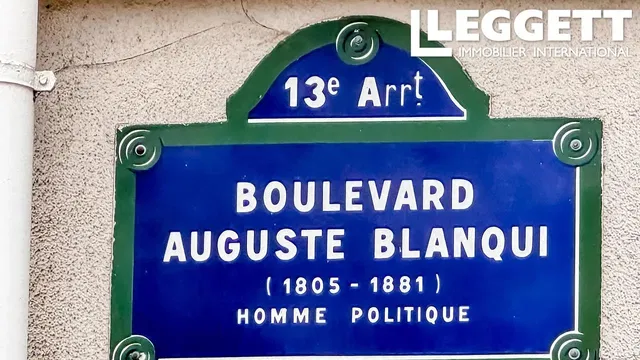 LEGGETT
IMMOBILIER INTERNATIONAL
13e Arrt
BOULEVARD
AUGUSTE BLANQUI
(1805-1881)
HOMME POLITIQUE